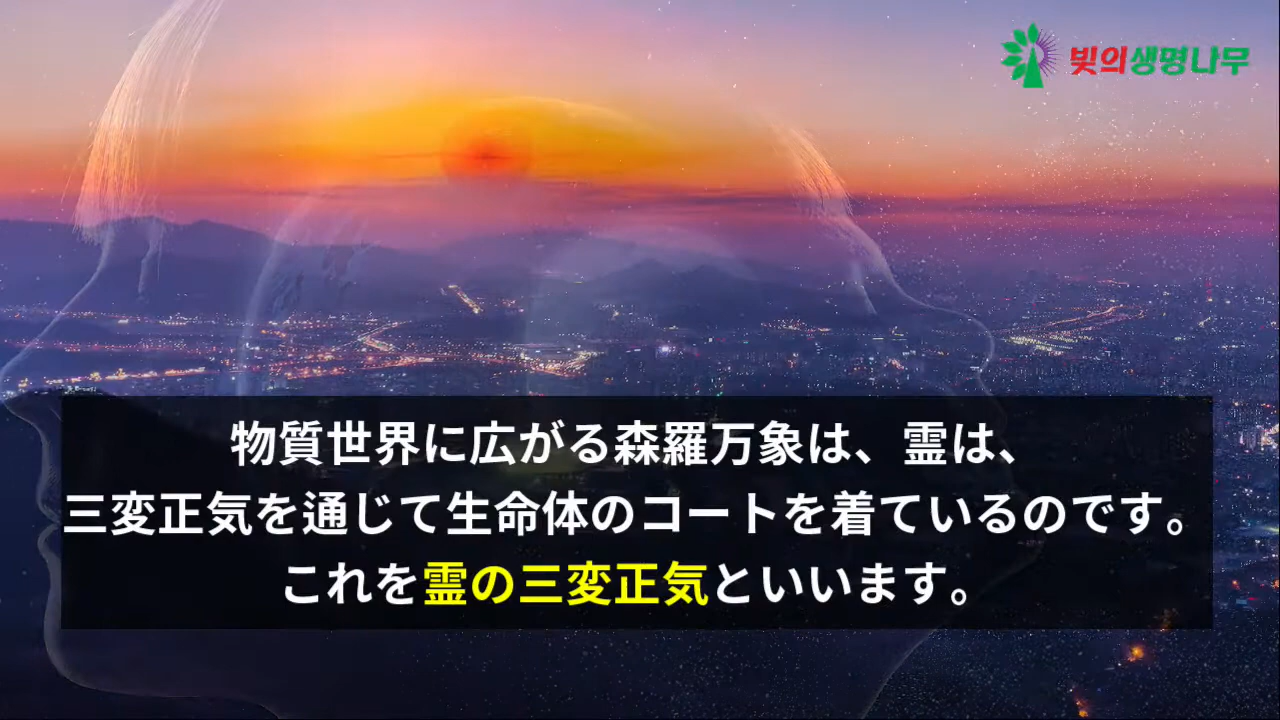 빛의생명나무
物質世界に広がる森羅万象は、霊は、
三変正気を通じて生命体のコートを着ているのです。
これを霊の三変正気といいます。